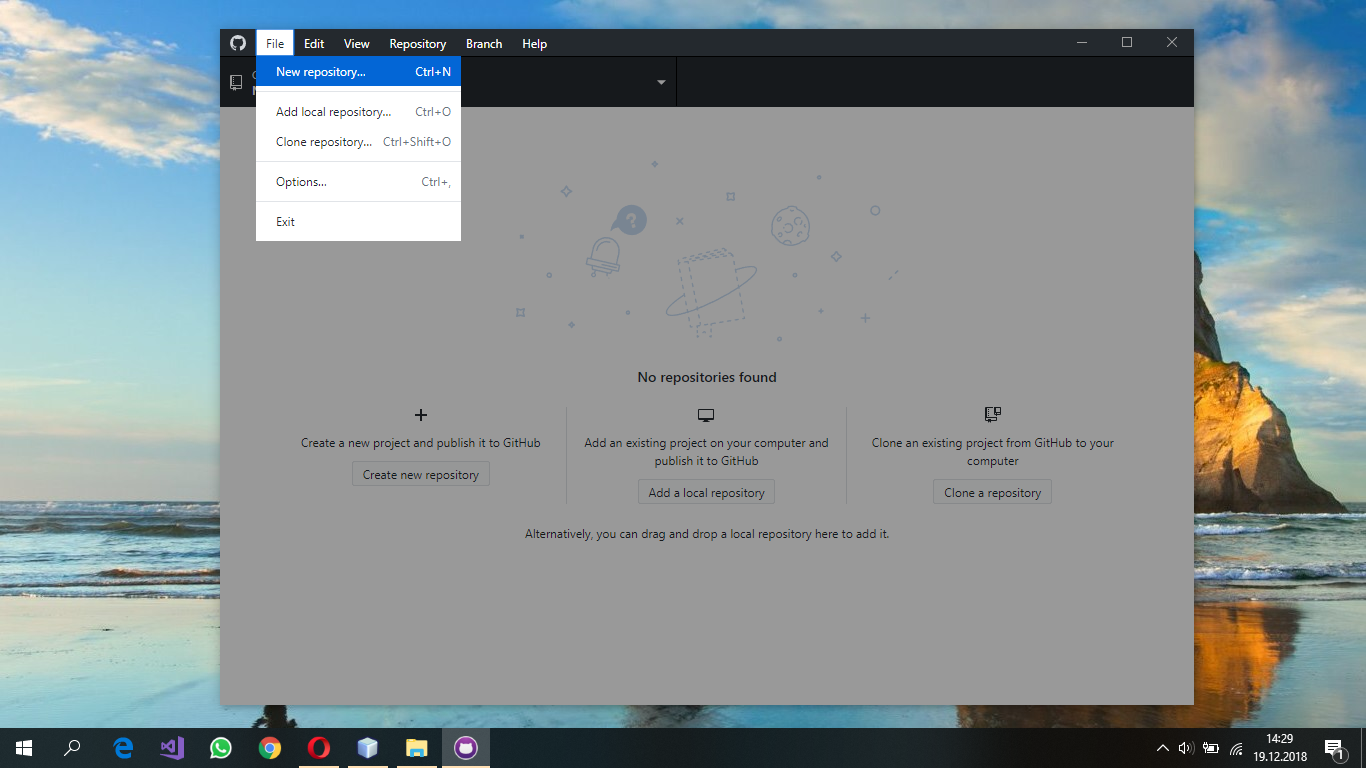 File Edit View Repository Branch Help
New repository... Ctrl+N
Add local repository... Ctrl+O
Clone repository... Ctrl+Shift+O
Options... Ctrl+,
Exit
?
No repositories found
Create a new project and publish it to GitHub
Create new repository
Add an existing project on your computer and
publish it to GitHub
Add a local repository
Clone an existing project from GitHub to your
computer
Clone a repository
Alternatively, you can drag and drop a local repository here to add it.
14:29
19.12.2018
1